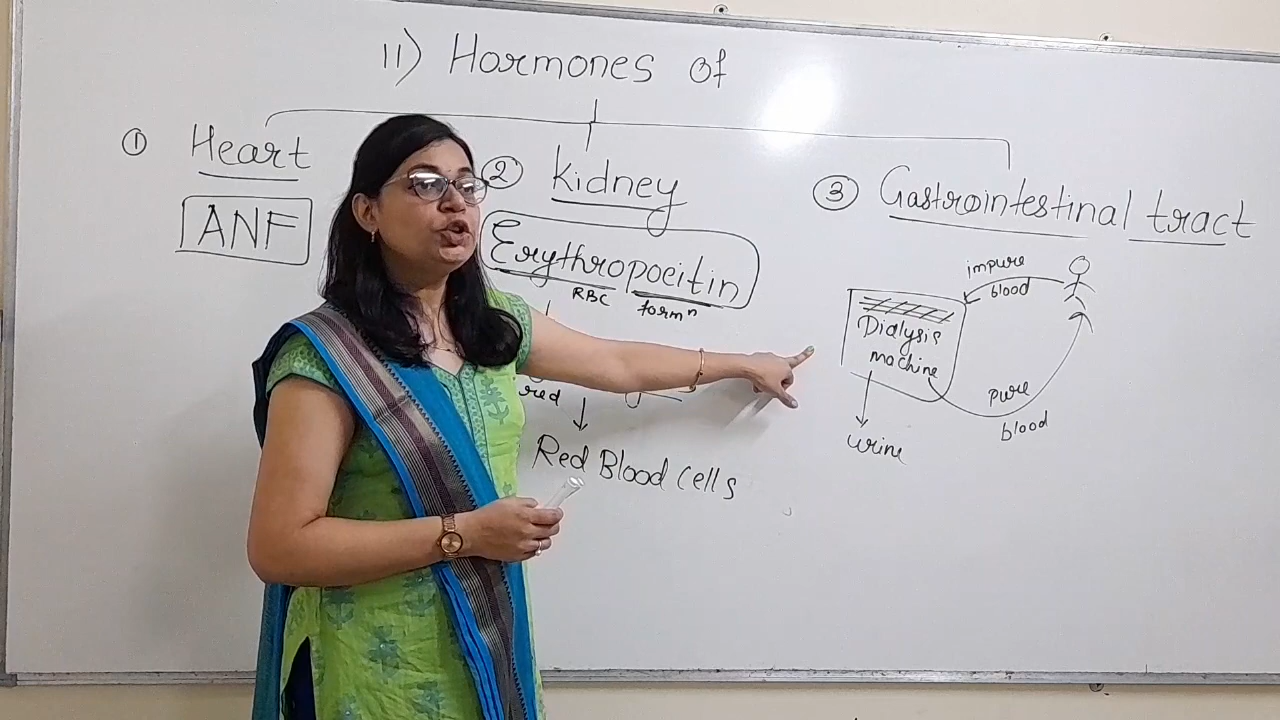 11) Hormones of
① Heart
ANF
② Kidney
Erythropoeitin
RBC
formⁿ
red
Red Blood Cells
③ Gastrointestinal tract
impure
blood
Dialysis
machine
pure
blood
urine